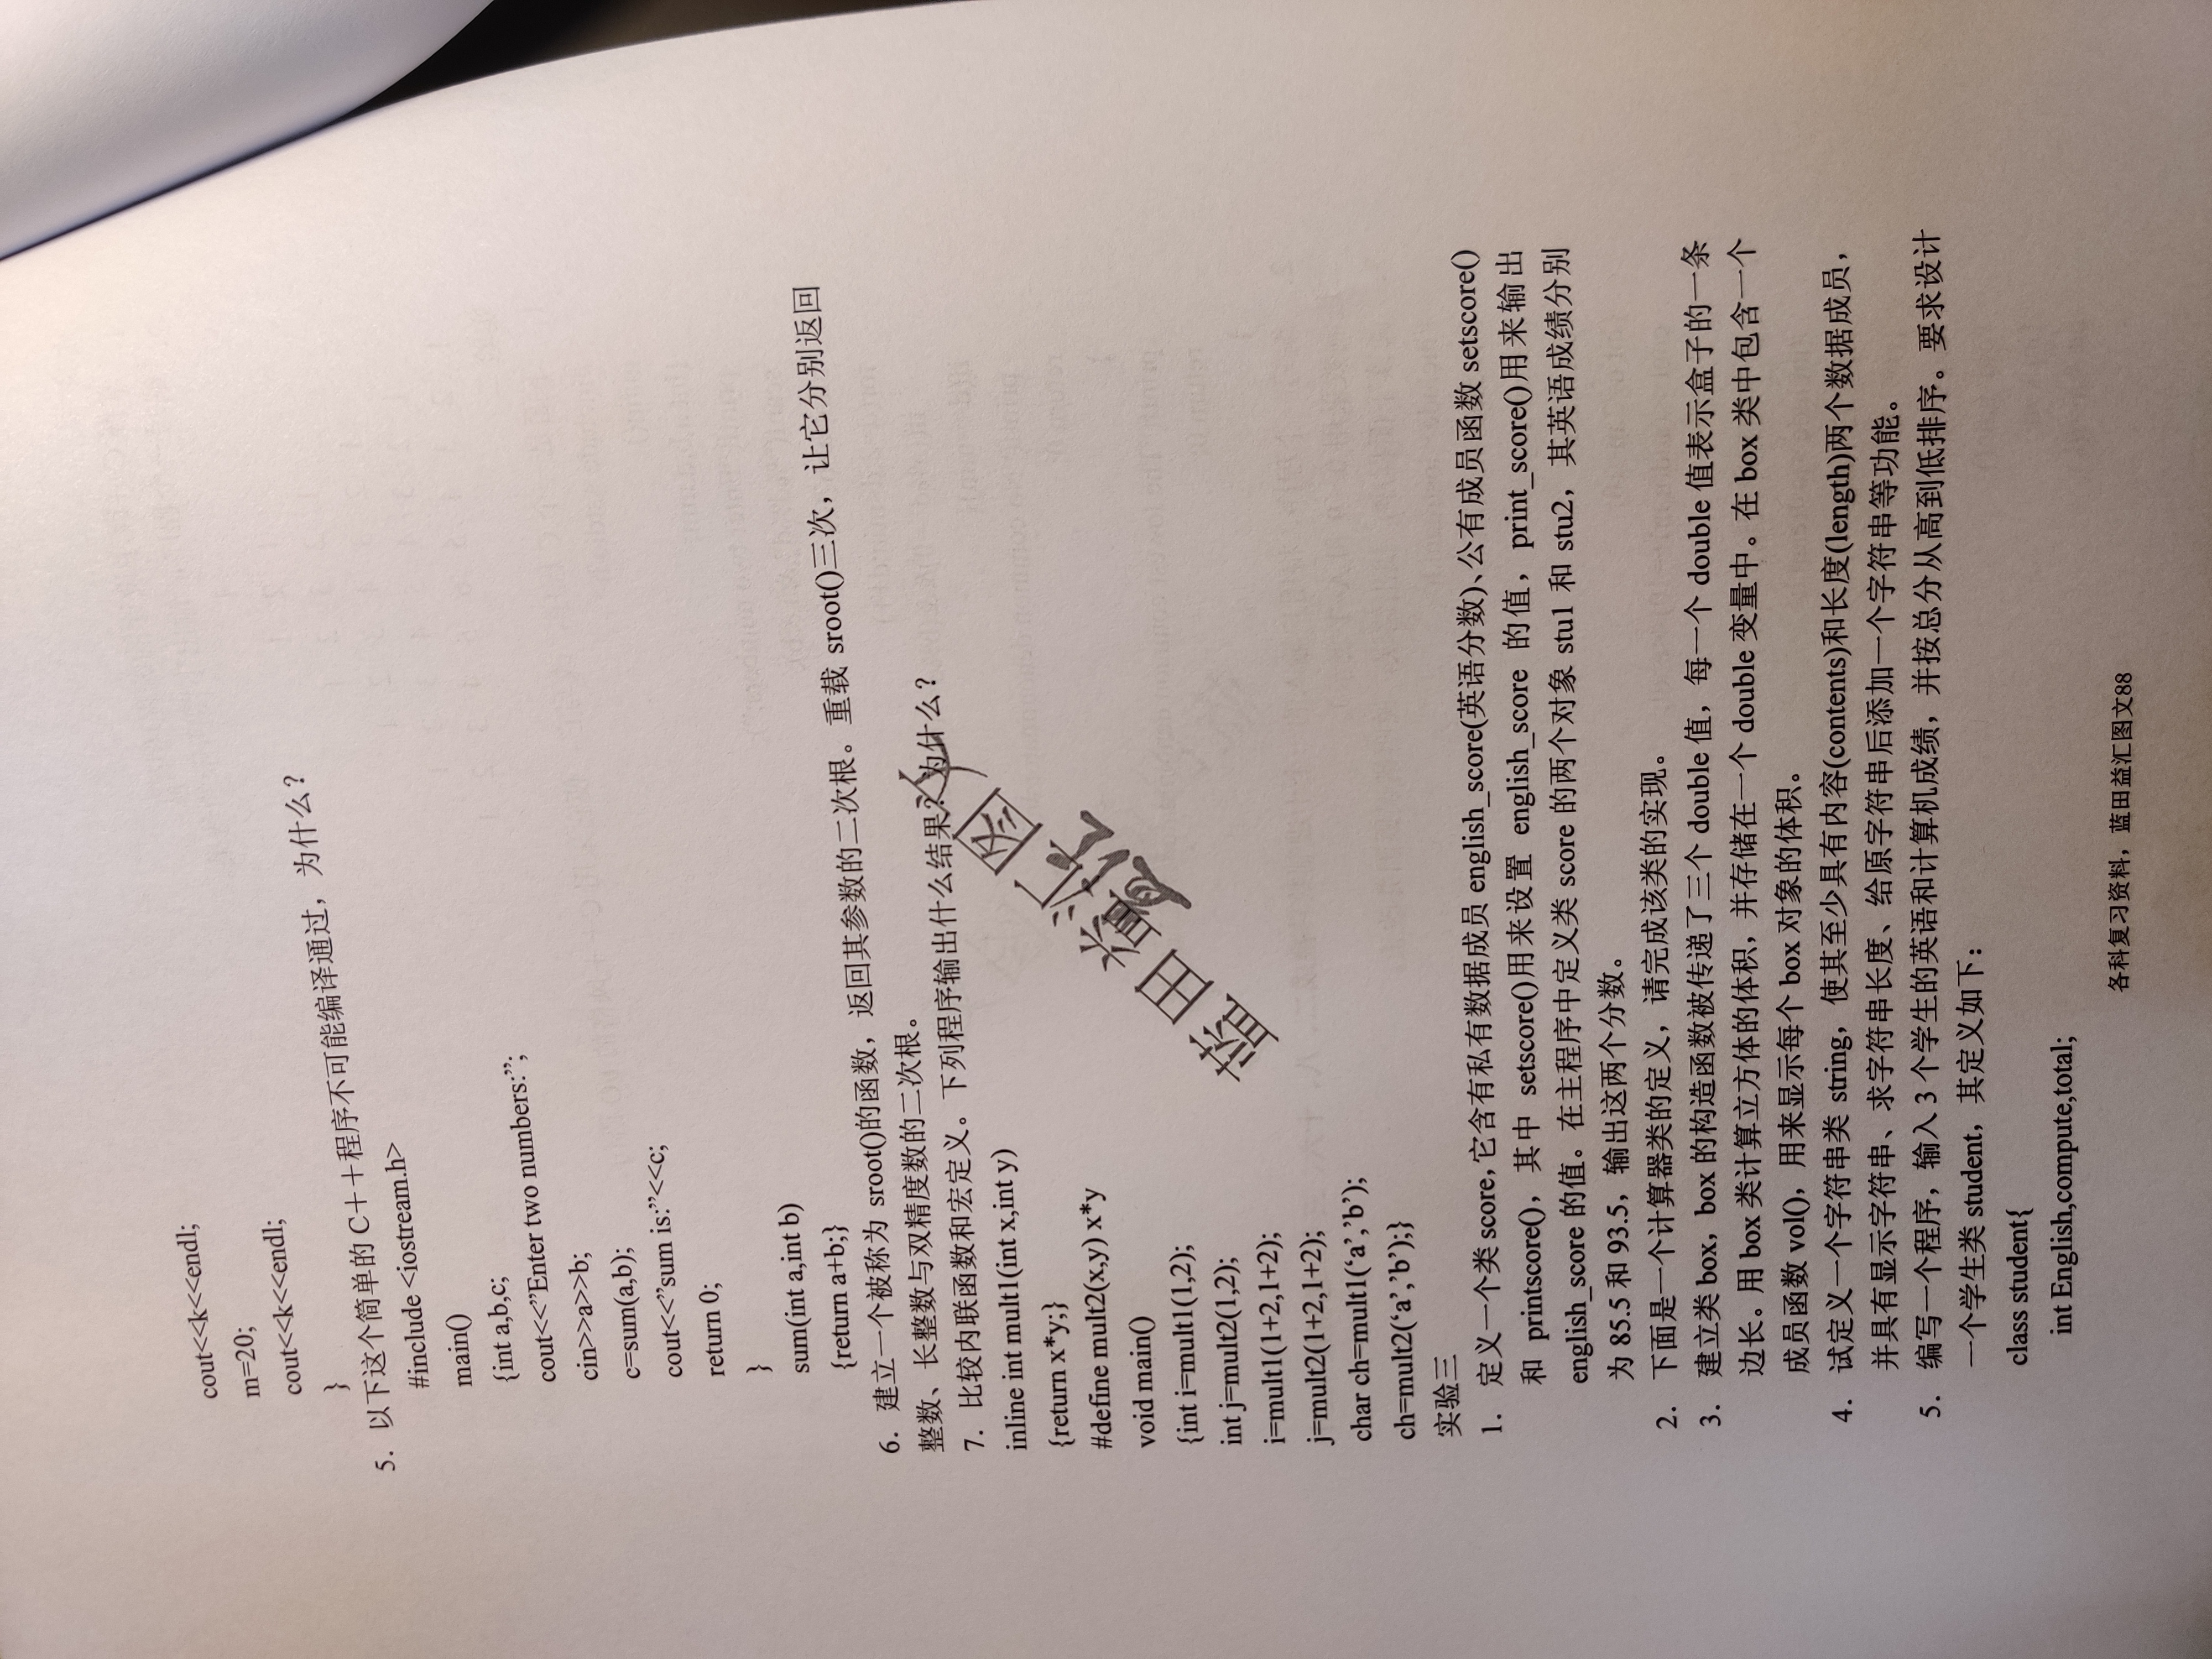 cout<<k<<endl;
m=20;
cout<<k<<endl;
}
5. 以下这个简单的 C＋＋程序不可能编译通过，为什么？
#include <iostream.h>
main()
{int a,b,c;
cout<<”Enter two numbers:”;
cin>>a>>b;
c=sum(a,b);
cout<<”sum is:”<<c;
return 0;
}
sum(int a,int b)
{return a+b;}
6. 建立一个被称为 sroot()的函数，返回其参数的二次根。重载 sroot()三次，让它分别返回
整数、长整数与双精度数的二次根。
7. 比较内联函数和宏定义。下列程序输出什么结果？为什么？
inline int mult1(int x,int y)
{return x*y;}
#define mult2(x,y) x*y
void main()
{int i=mult1(1,2);
int j=mult2(1,2);
i=mult1(1+2,1+2);
j=mult2(1+2,1+2);
char ch=mult1(‘a’,’b’);
ch=mult2(‘a’,’b’);}
蓝田益汇图文
益汇
实验三
1. 定义一个类 score,它含有私有数据成员 english_score(英语分数)、公有成员函数 setscore()
和 printscore()，其中 setscore()用来设置 english_score 的值，print_score()用来输出
english_score 的值。在主程序中定义类 score 的两个对象 stu1 和 stu2，其英语成绩分别
为 85.5 和 93.5，输出这两个分数。
2. 下面是一个计算器类的定义，请完成该类的实现。
3. 建立类 box，box 的构造函数被传递了三个 double 值，每一个 double 值表示盒子的一条
边长。用 box 类计算立方体的体积，并存储在一个 double 变量中。在 box 类中包含一个
成员函数 vol()，用来显示每个 box 对象的体积。
4. 试定义一个字符串类 string，使其至少具有内容(contents)和长度(length)两个数据成员，
并具有显示字符串、求字符串长度、给原字符串后添加一个字符串等功能。
5. 编写一个程序，输入 3 个学生的英语和计算机成绩，并按总分从高到低排序。要求设计
一个学生类 student，其定义如下：
class student{
int English,compute,total;
各科复习资料，蓝田益汇图文88